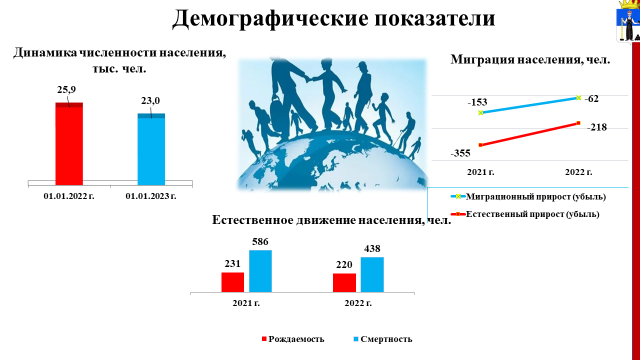 Демографические показатели
Динамика численности населения,
тыс. чел.
25,9
23,0
01.01.2022 г.
01.01.2023 г.
Миграция населения, чел.
-153
-62
-355
-218
2021 г.
2022 г.
Миграционный прирост (убыль)
Естественный прирост (убыль)
Естественное движение населения, чел.
231
586
220
438
2021 г.
2022 г.
Рождаемость
Смертность